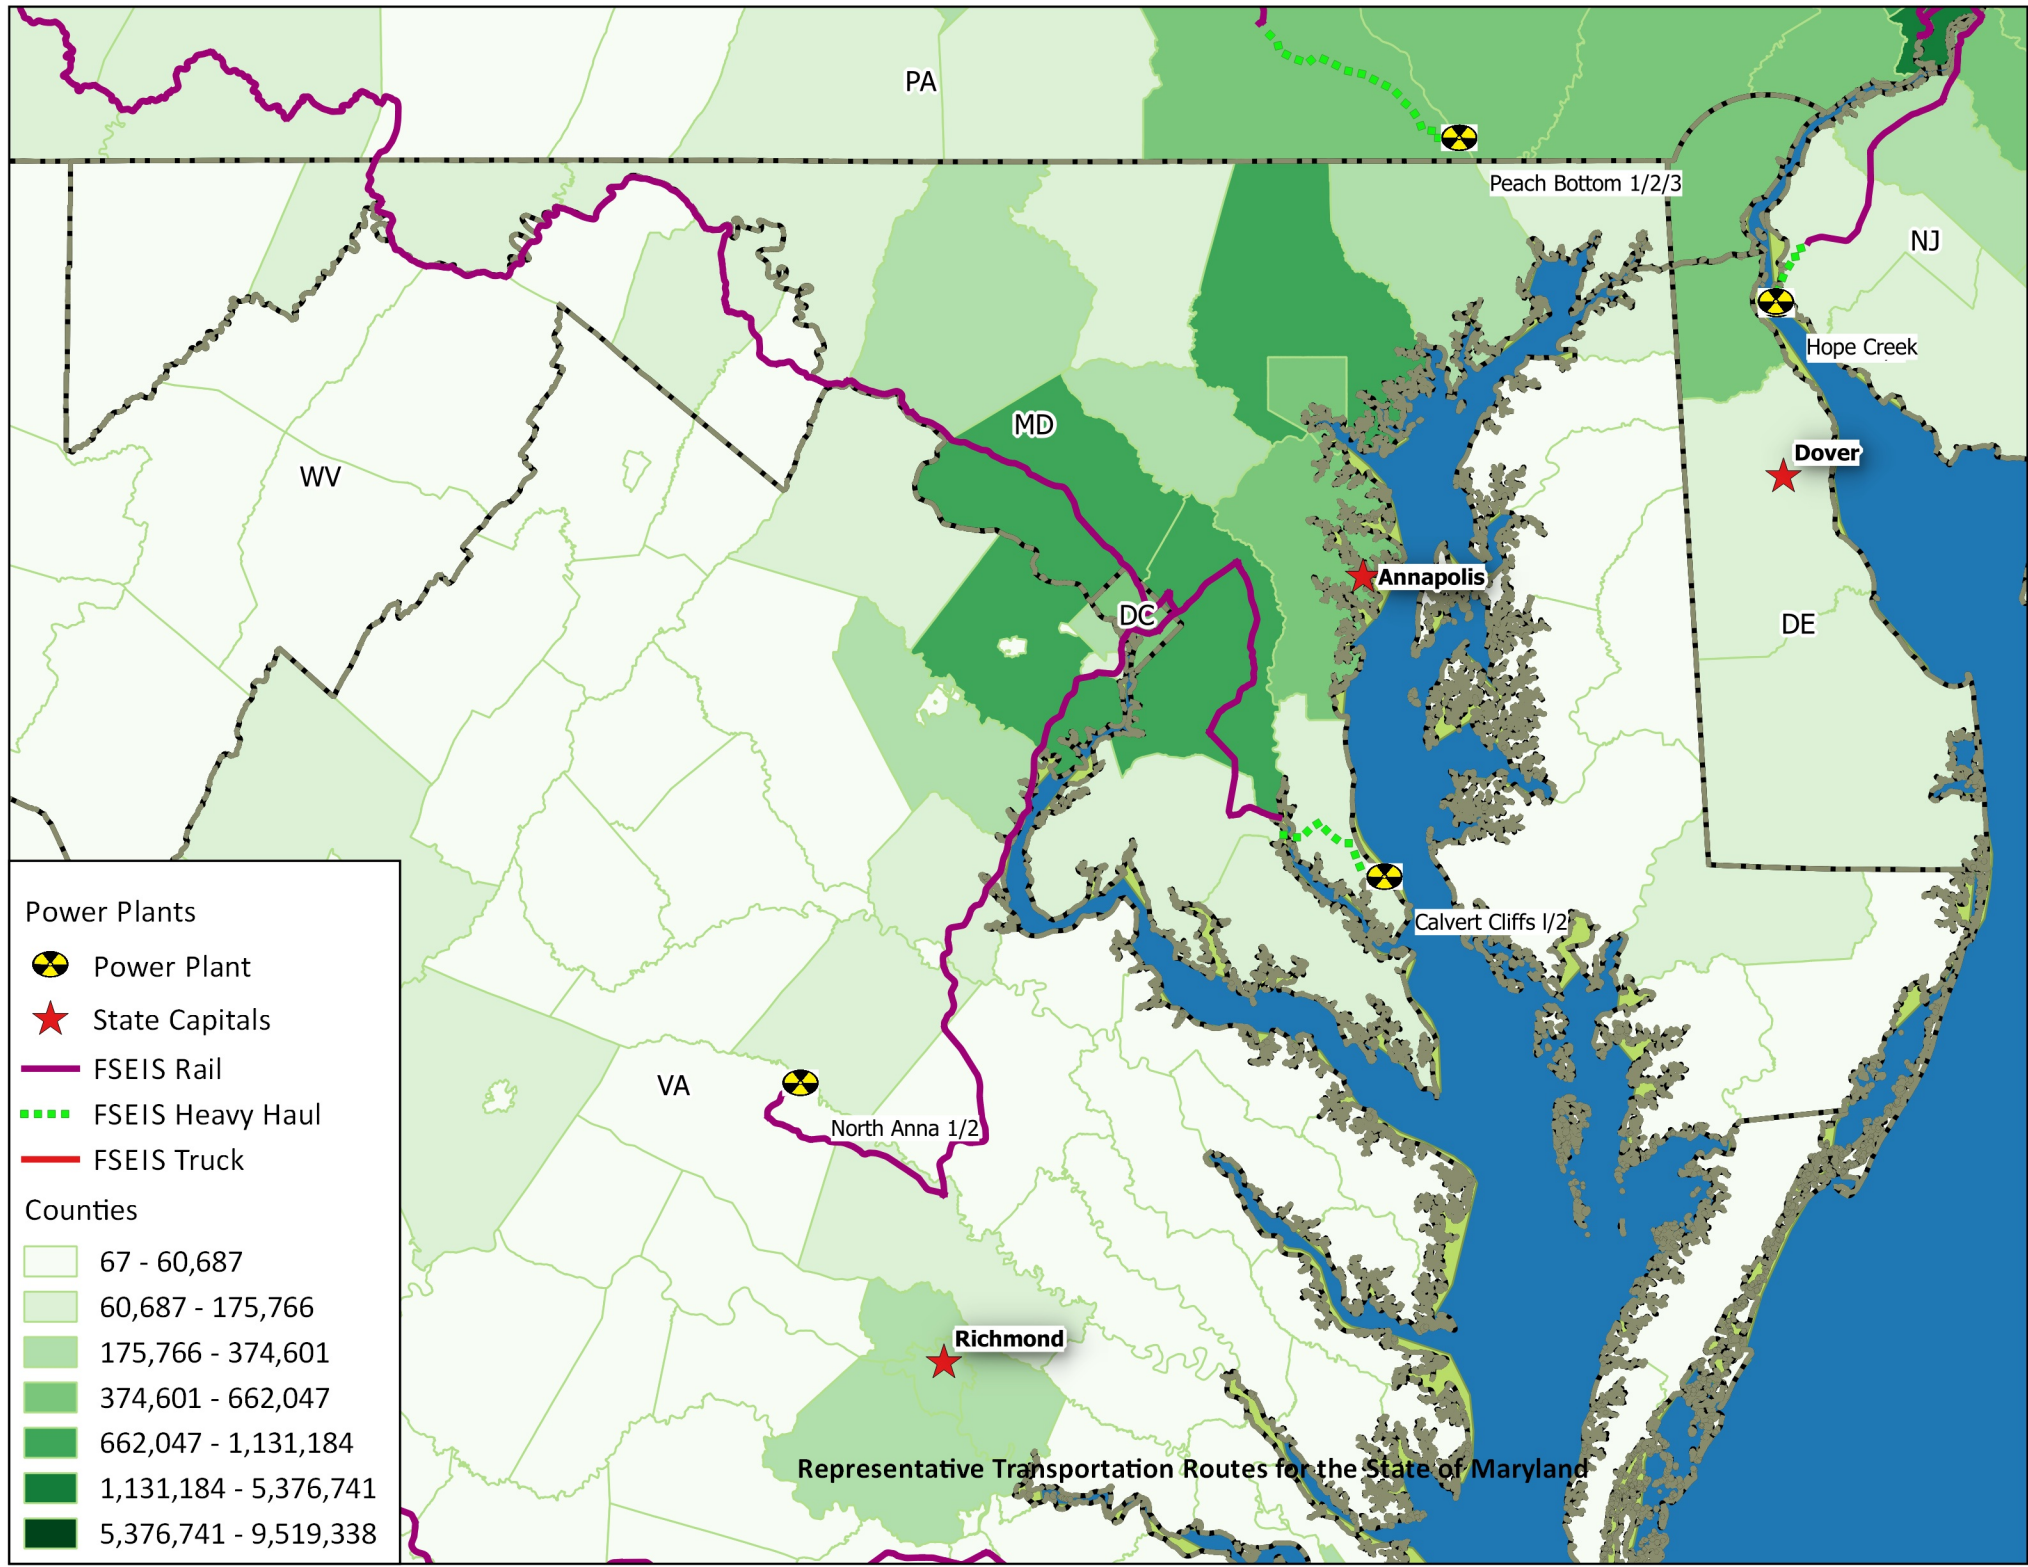 PA
Peach Bottom 1/2/3
NJ
Hope Creek
MD
Dover
WV
Annapolis
DC
DE
Calvert Cliffs l/2
VA
North Anna 1/2
Richmond
Representative Transportation Routes for the State of Maryland
Power Plants
Power Plant
State Capitals
FSEIS Rail
FSEIS Heavy Haul
FSEIS Truck
Counties
67 - 60,687
60,687 - 175,766
175,766 - 374,601
374,601 - 662,047
662,047 - 1,131,184
1,131,184 - 5,376,741
5,376,741 - 9,519,338